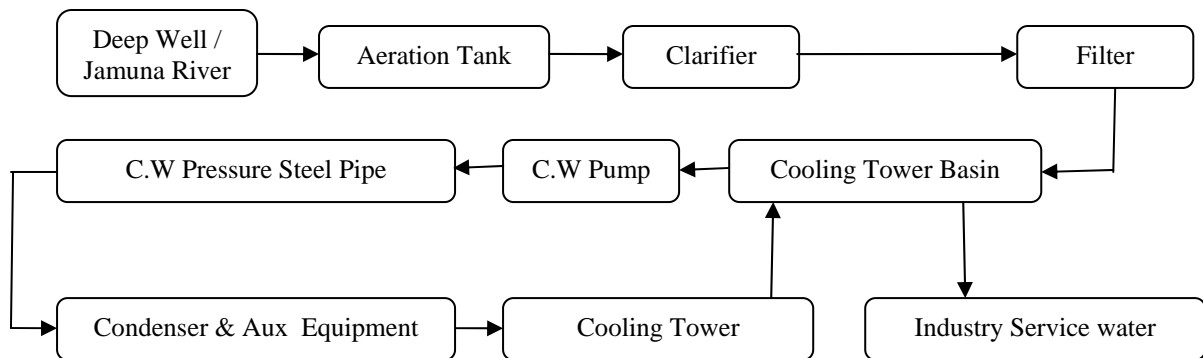 Deep Well /
Jamuna River
Aeration Tank
Clarifier
Filter
C.W Pressure Steel Pipe
C.W Pump
Cooling Tower Basin
Condenser & Aux Equipment
Cooling Tower
Industry Service water